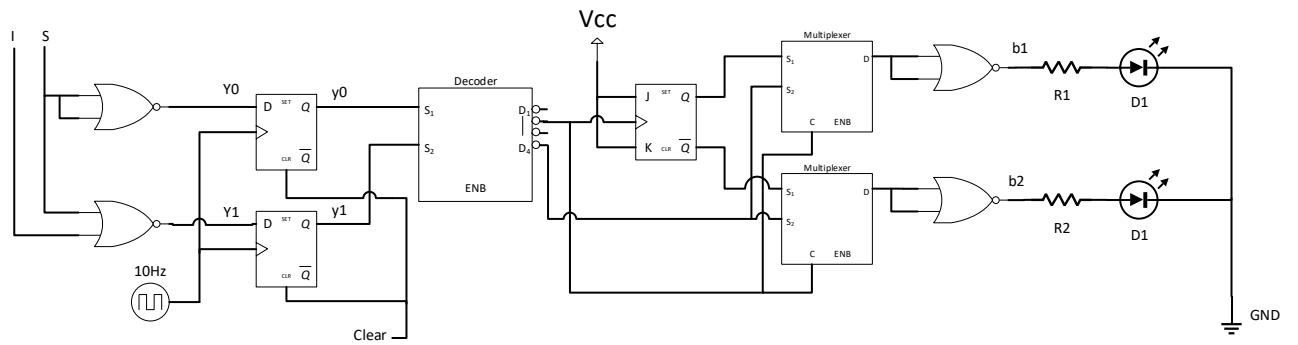 I
S
Y0
D
SET
Q
CLR
Q
y0
Y1
D
SET
Q
CLR
Q
y1
10Hz
Clear
Decoder
S1
S2
D1
D4
ENB
Vcc
J
SET
Q
K
CLR
Q
Multiplexer
S1
S2
D
C ENB
Multiplexer
S1
S2
D
C ENB
b1
R1
D1
b2
R2
D1
GND